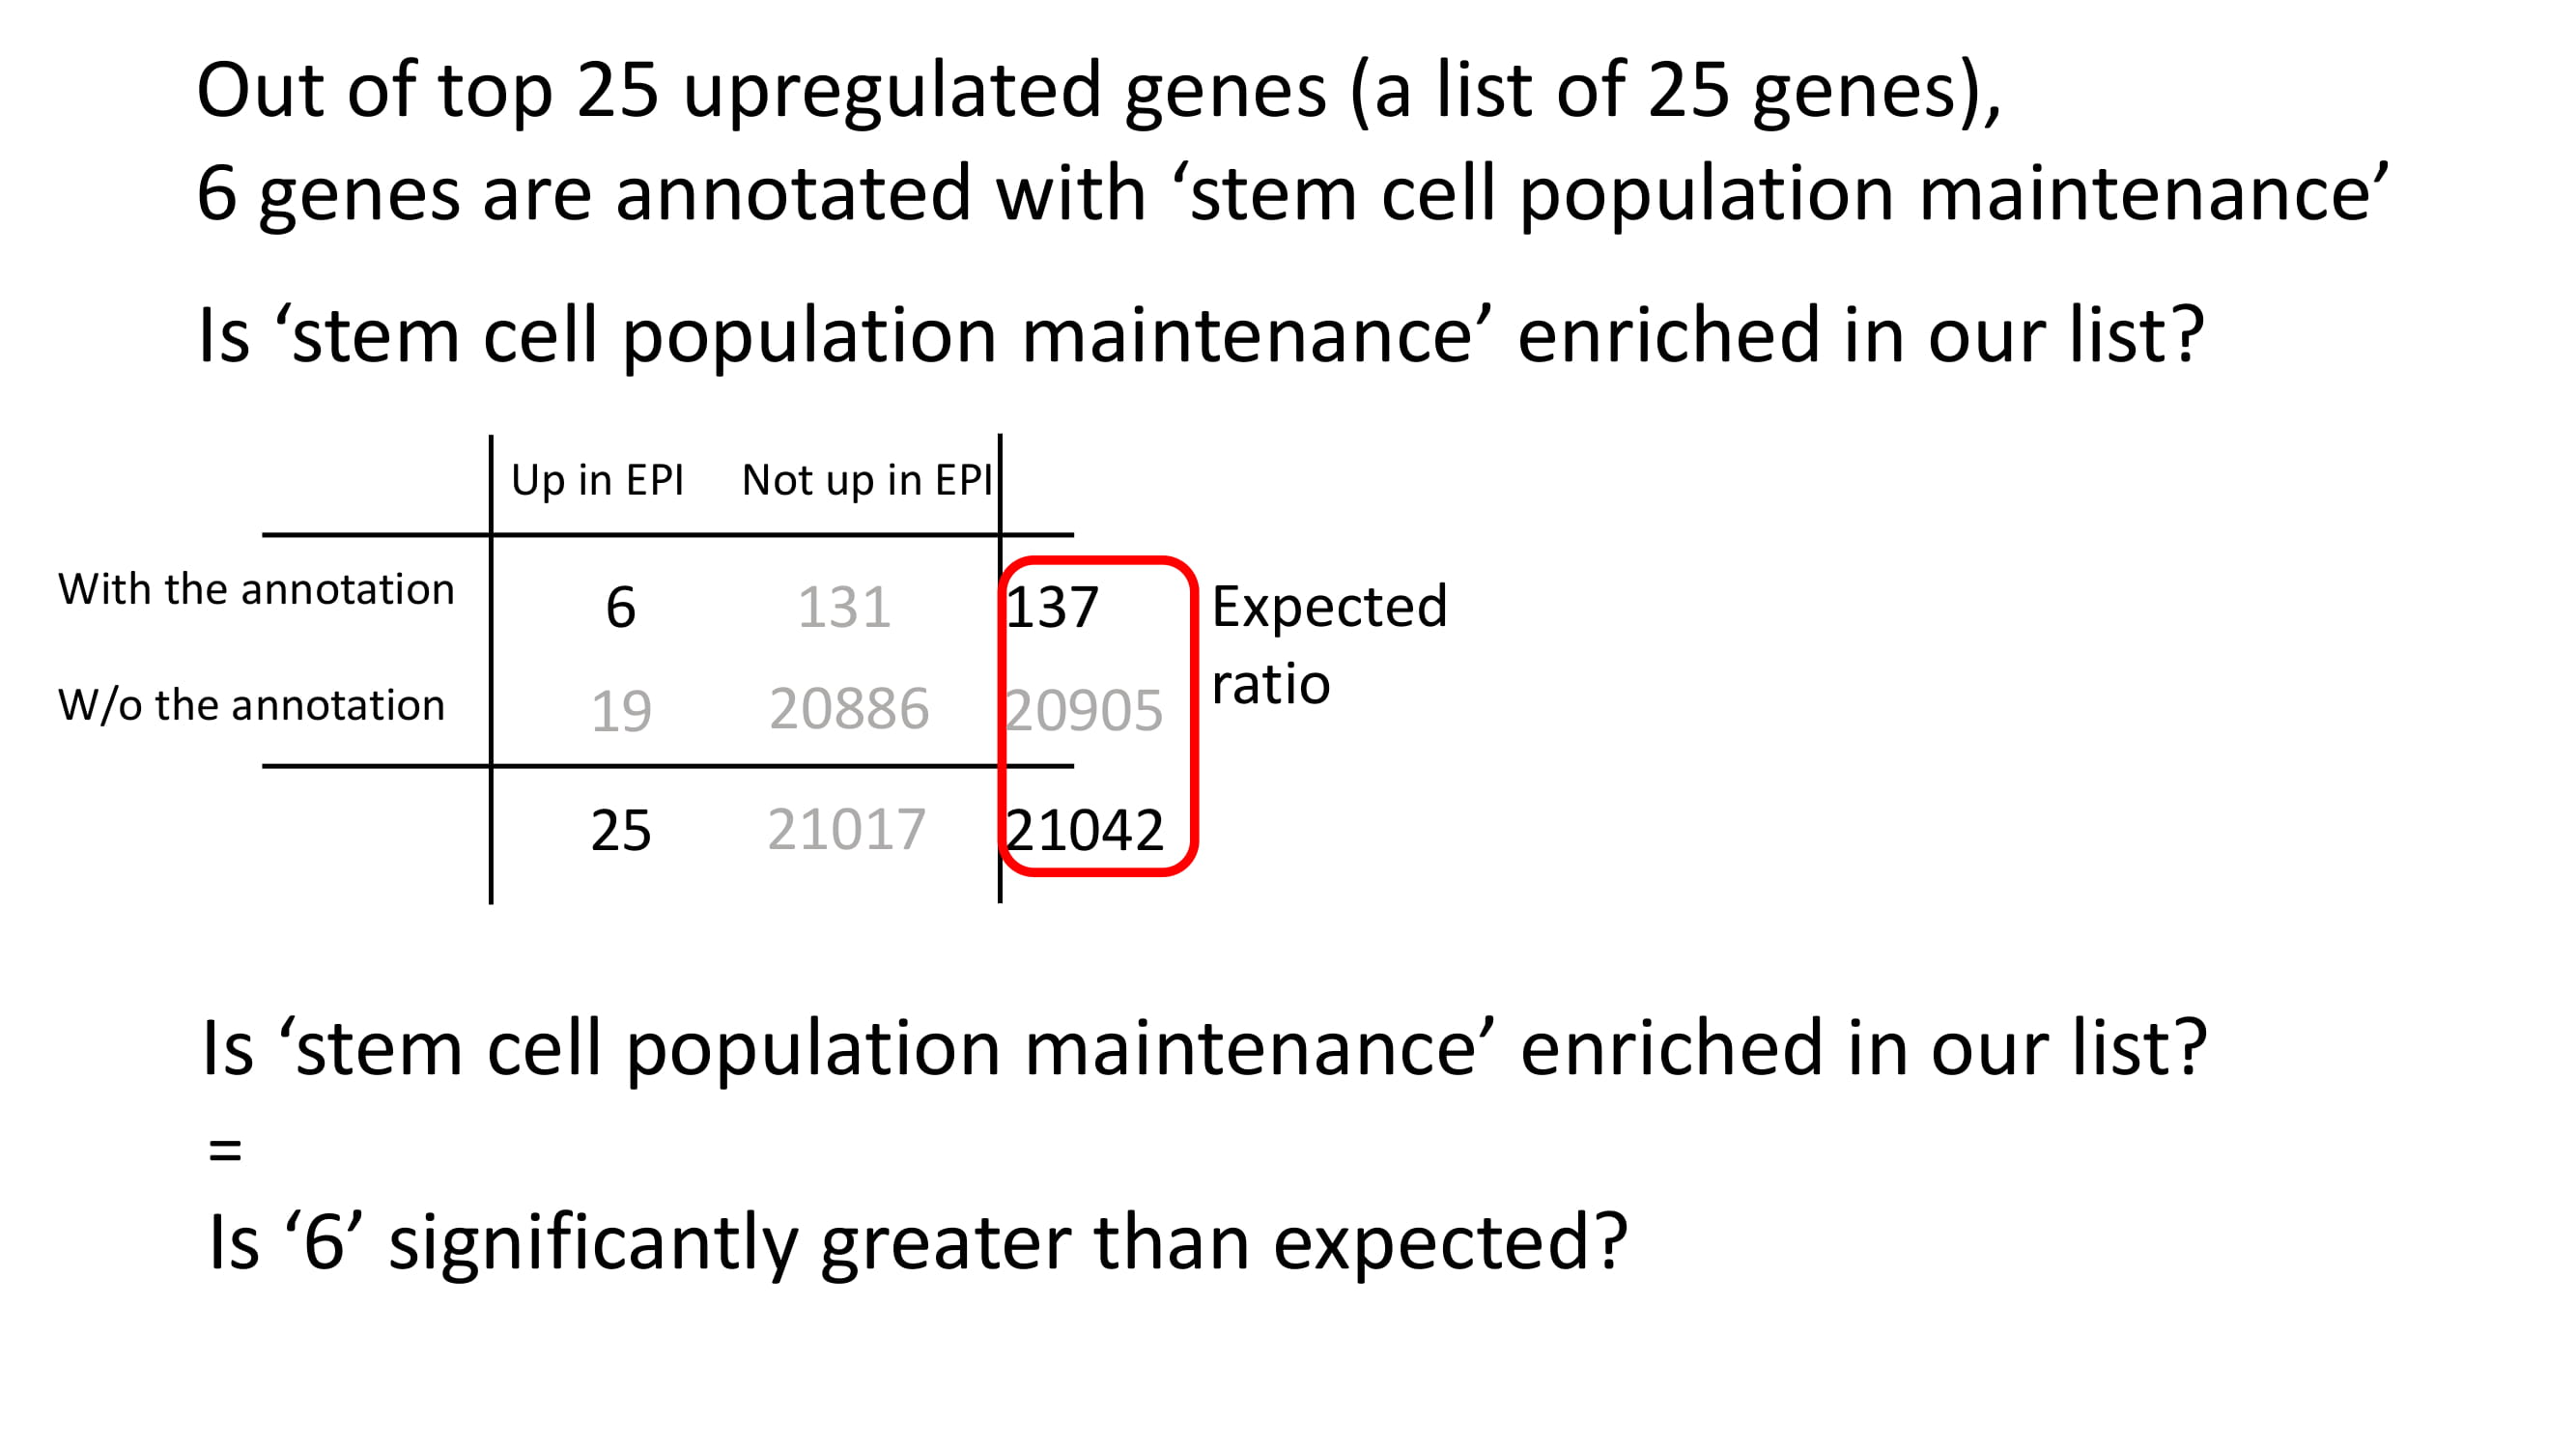 Out of top 25 upregulated genes (a list of 25 genes),
6 genes are annotated with ‘stem cell population maintenance’
Is ‘stem cell population maintenance’ enriched in our list?
Up in EPI Not up in EPI
With the annotation 6 131 137 Expected
ratio
W/o the annotation 19 20886 20905
25 21017 21042
Is ‘stem cell population maintenance’ enriched in our list?
=
Is ‘6’ significantly greater than expected?